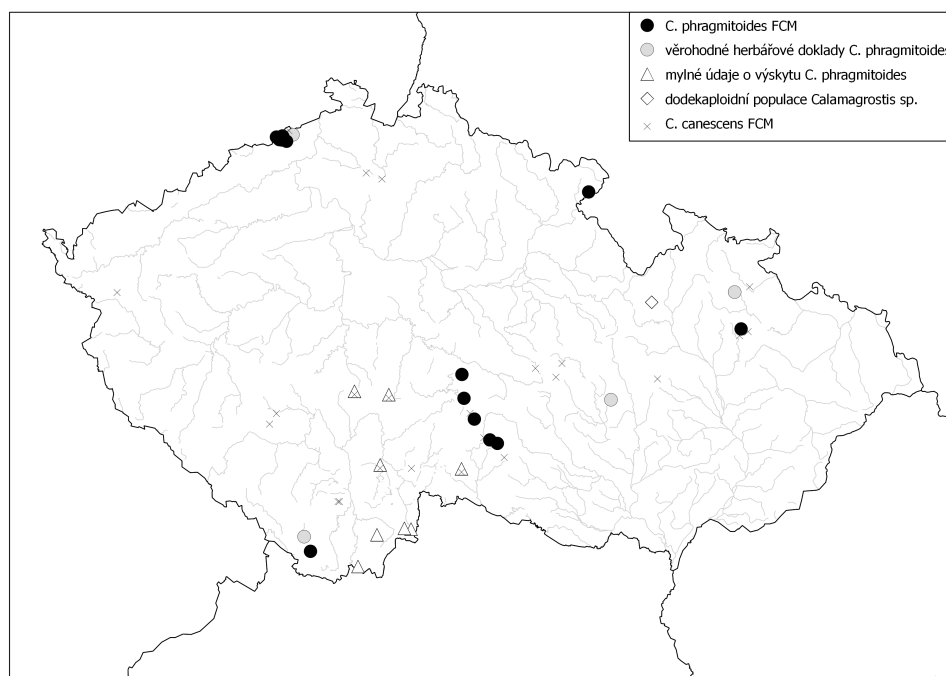 C. phragmitoides FCM
věrohodné herbářové doklady C. phragmitoides
mylné údaje o výskytu C. phragmitoides
dodekaploidní populace Calamagrostis sp.
C. canescens FCM